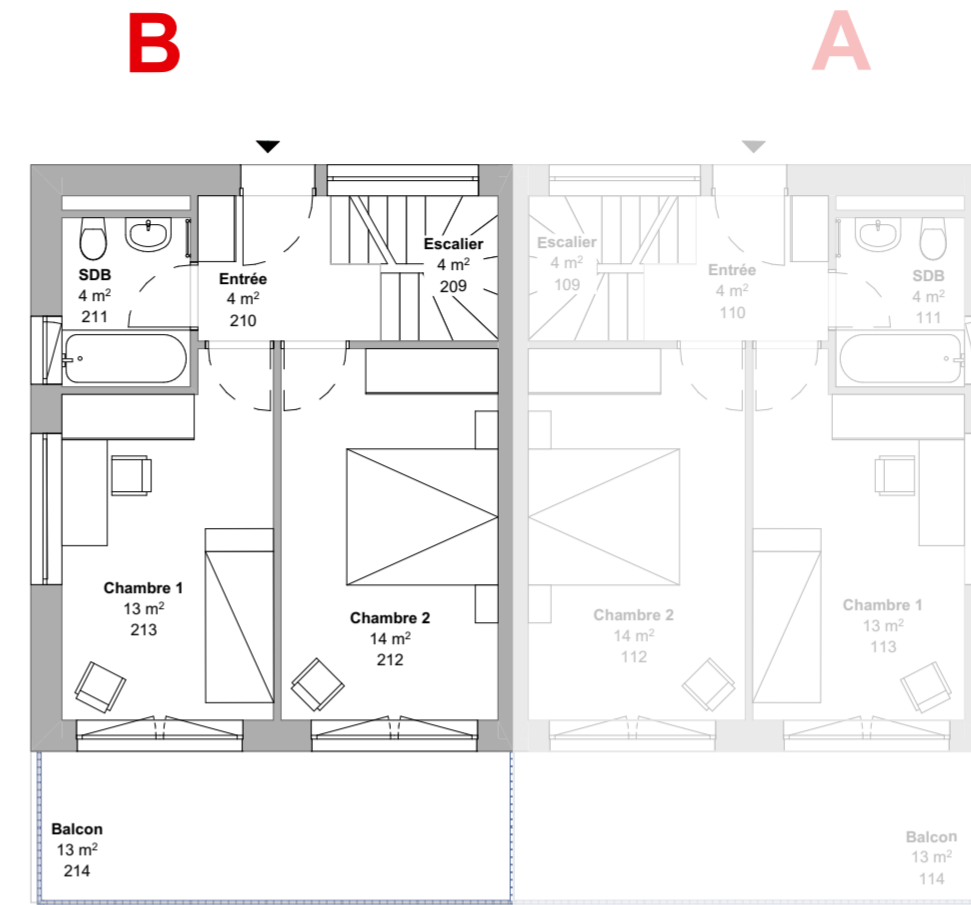 B
A
SDB
4 m²
211
Entrée
4 m²
210
Escalier
4 m²
209
Escalier
4 m²
109
Entrée
4 m²
110
SDB
4 m²
111
Chambre 1
13 m²
213
Chambre 2
14 m²
212
Chambre 2
14 m²
112
Chambre 1
13 m²
113
Balcon
13 m²
214
Balcon
13 m²
114